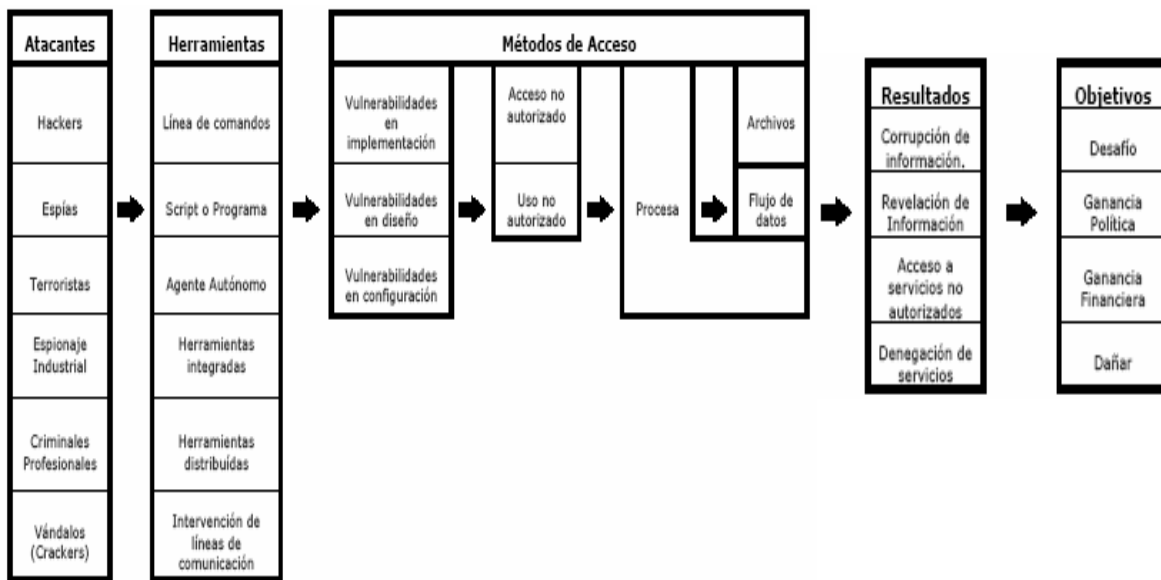 Atacantes
Hackers
Espías
Terroristas
Espionaje
Industrial
Criminales
Profesionales
Vándalos
(Crackers)
Herramientas
Línea de comandos
Script o Programa
Agente Autónomo
Herramientas
integradas
Herramientas
distribuídas
Intervención de
líneas de
comunicación
Métodos de Acceso
Vulnerabilidades
en
implementación
Vulnerabilidades
en diseño
Vulnerabilidades
en configuración
Acceso no
autorizado
Uso no
autorizado
Procesa
Archivos
Flujo de
datos
Resultados
Corrupción de
información.
Revelación de
Información
Acceso a
servicios no
autorizados
Denegación de
servicios
Objetivos
Desafío
Ganancia
Política
Ganancia
Financiera
Dañar